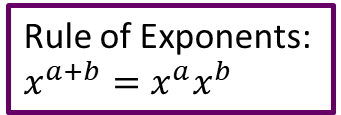 Rule of Exponents:
$x^{a+b} = x^a x^b$